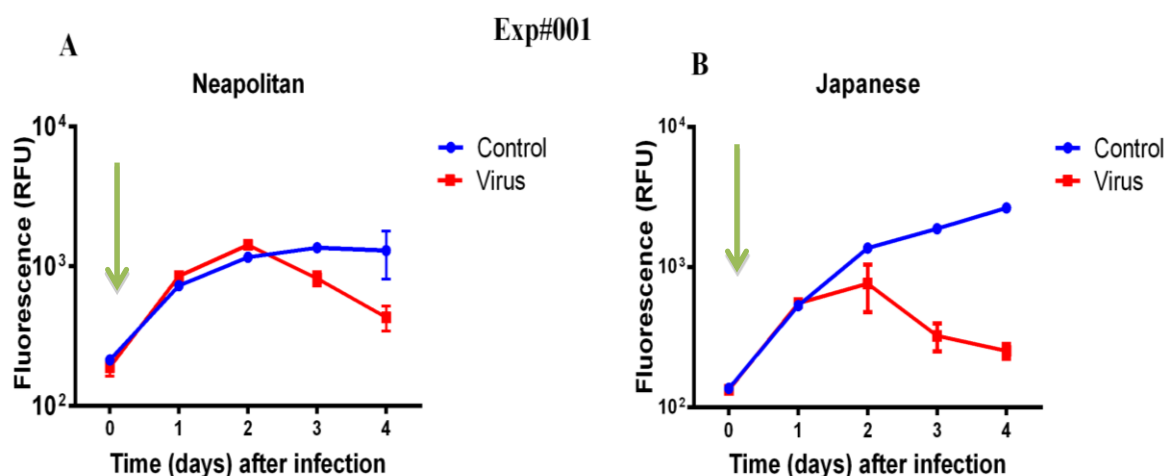 Exp#001
A
Neapolitan
Fluorescence (RFU)
10⁴
10³
10²
0 1 2 3 4
Time (days) after infection
Control
Virus
B
Japanese
Fluorescence (RFU)
10⁴
10³
10²
0 1 2 3 4
Time (days) after infection
Control
Virus